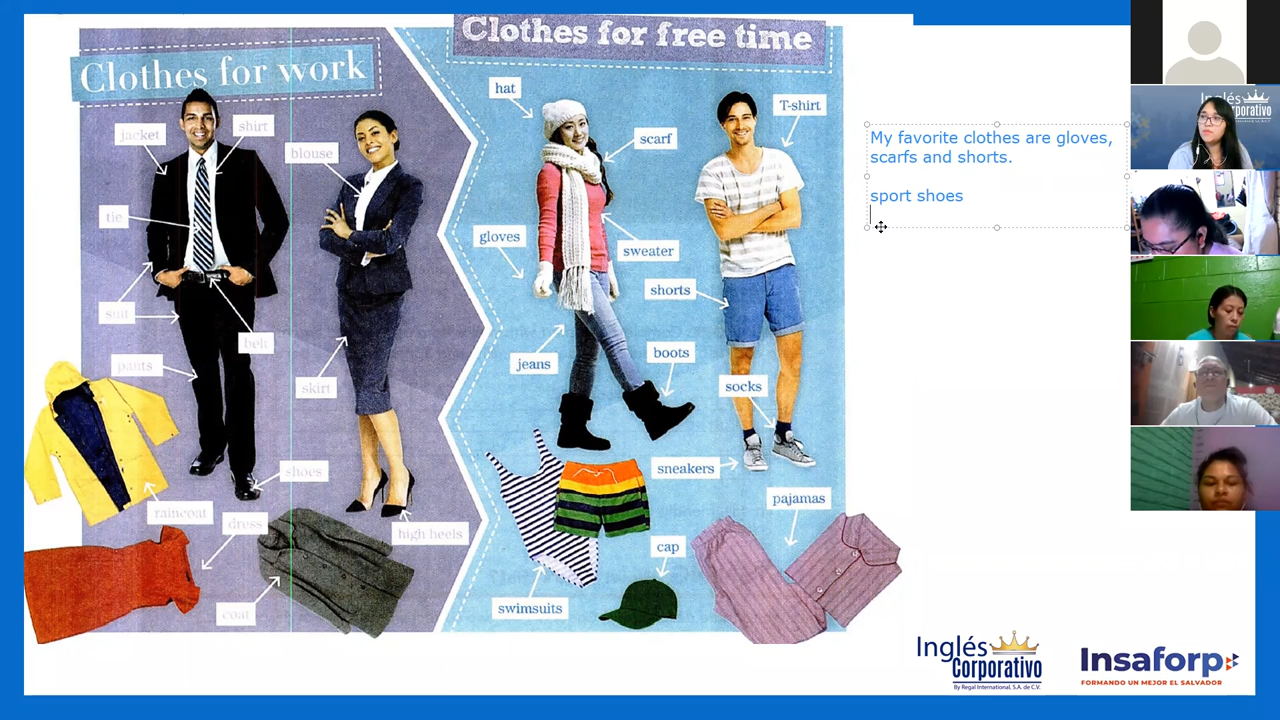 Clothes for work
jacket
shirt
blouse
tie
suit
belt
pants
skirt
shoes
raincoat
dress
high heels
coat
Clothes for free time
hat
T-shirt
scarf
gloves
sweater
shorts
jeans
boots
socks
sneakers
pajamas
cap
swimsuits
My favorite clothes are gloves,
scarfs and shorts.
sport shoes
Inglés
Corporativo
Inglés
Corporativo
By Regal International, S.A. de C.V.
Insaforp
FORMANDO UN MEJOR EL SALVADOR